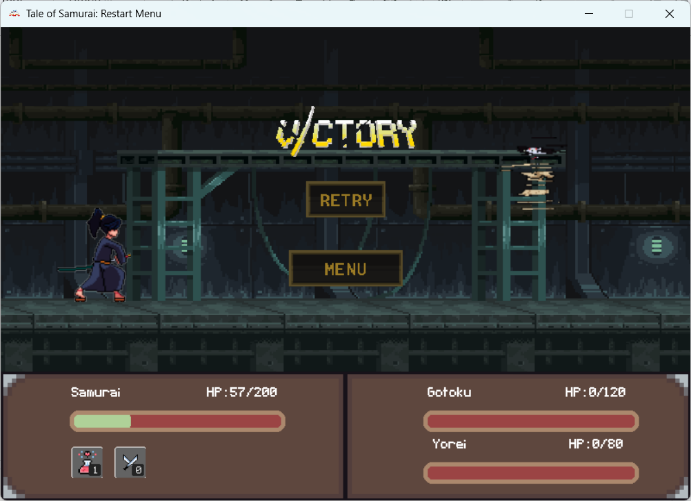 Tale of Samurai: Restart Menu
VICTORY
RETRY
MENU
Samurai HP:57/200
1 0
Gotoku HP:0/120
Yorei HP:0/80